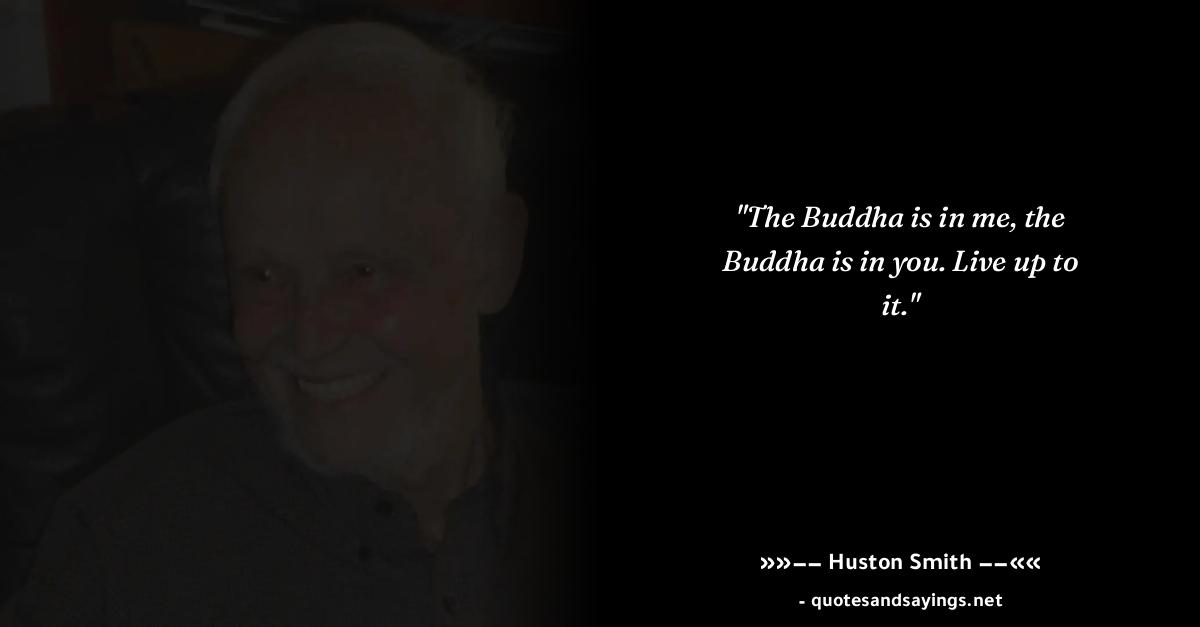 "The Buddha is in me, the
Buddha is in you. Live up to
it."
»»–– Huston Smith ––««
- quotesandsayings.net